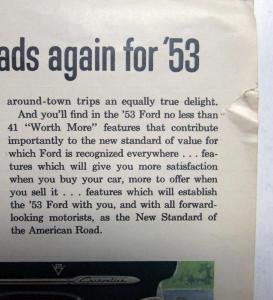 ads again for '53
around-town trips an equally true delight.
And you'll find in the '53 Ford no less than
41 "Worth More" features that contribute
importantly to the new standard of value for
which Ford is recognized everywhere . . . fea-
tures which will give you more satisfaction
when you buy your car, more to offer when
you sell it . . . features which will establish
the '53 Ford with you, and with all forward-
looking motorists, as the New Standard of
the American Road.
Customline